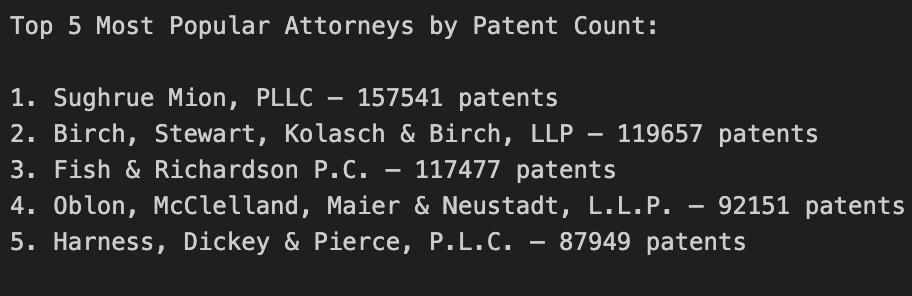 Top 5 Most Popular Attorneys by Patent Count:
1. Sughrue Mion, PLLC – 157541 patents
2. Birch, Stewart, Kolasch & Birch, LLP – 119657 patents
3. Fish & Richardson P.C. – 117477 patents
4. Oblon, McClelland, Maier & Neustadt, L.L.P. – 92151 patents
5. Harness, Dickey & Pierce, P.L.C. – 87949 patents